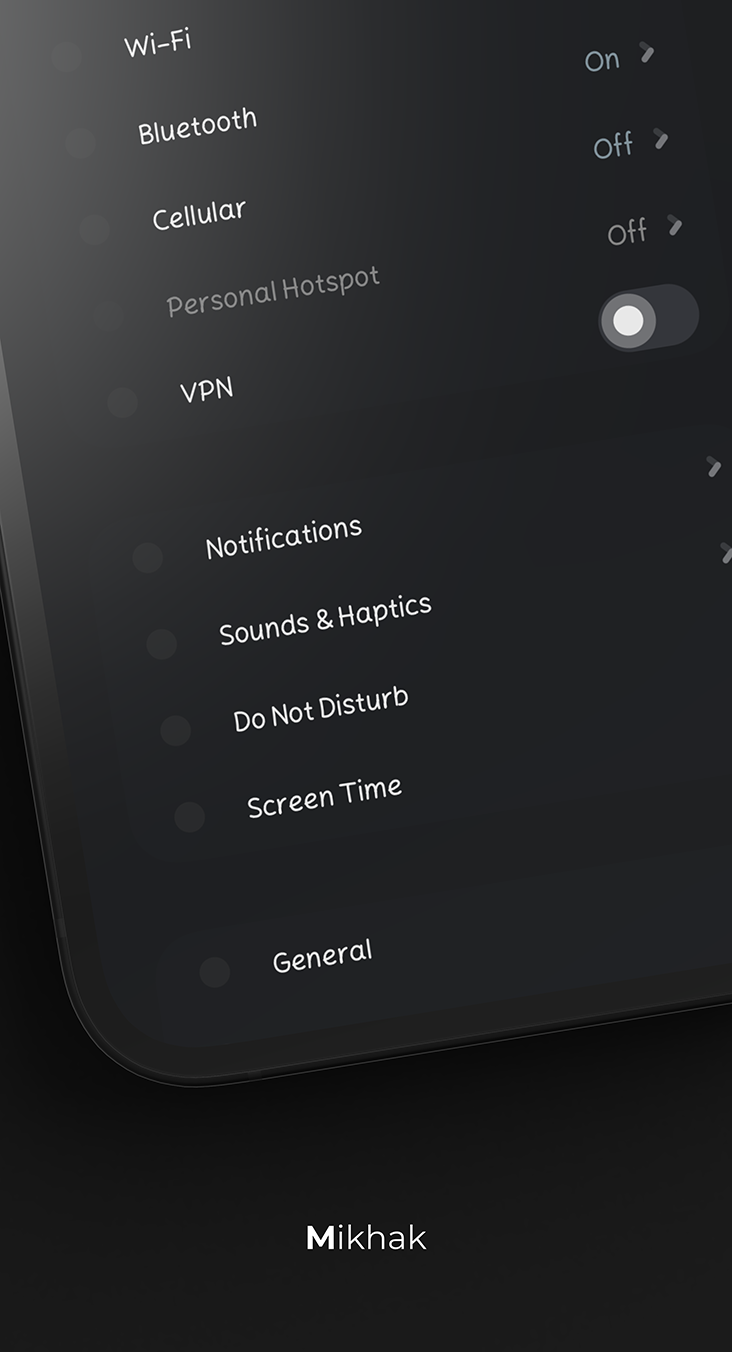 Wi-Fi
On
Bluetooth
Off
Cellular
Off
Personal Hotspot
VPN
Notifications
Sounds & Haptics
Do Not Disturb
Screen Time
General
Mikhak